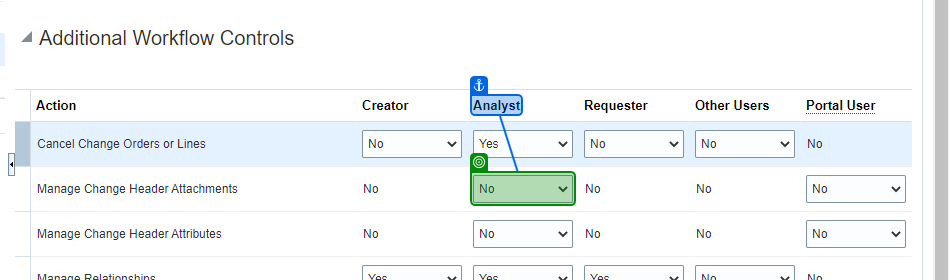 Additional Workflow Controls
Action Creator Analyst Requester Other Users Portal User
Cancel Change Orders or Lines No Yes No No No
Manage Change Header Attachments No No No No No
Manage Change Header Attributes No No No No No
Manage Relationships Yes Yes Yes No No